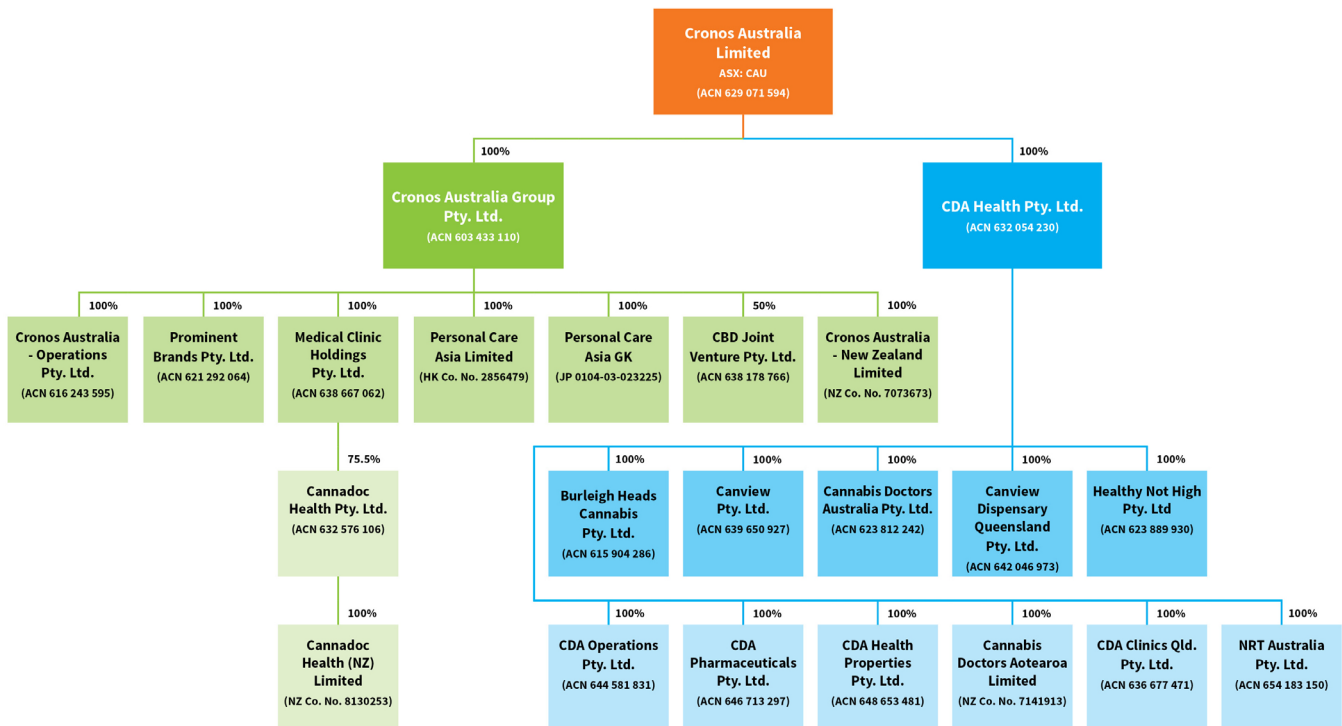 Cronos Australia
Limited
ASX: CAU
(ACN 629 071 594)
100%
100%
Cronos Australia Group
Pty. Ltd.
(ACN 603 433 110)
CDA Health Pty. Ltd.
(ACN 632 054 230)
100%
100%
100%
100%
100%
50%
100%
Cronos Australia
- Operations
Pty. Ltd.
(ACN 616 243 595)
Prominent
Brands Pty. Ltd.
(ACN 621 292 064)
Medical Clinic
Holdings
Pty. Ltd.
(ACN 638 667 062)
Personal Care
Asia Limited
(HK Co. No. 2856479)
Personal Care
Asia GK
(JP 0104-03-023225)
CBD Joint
Venture Pty. Ltd.
(ACN 638 178 766)
Cronos Australia
- New Zealand
Limited
(NZ Co. No. 7073673)
75.5%
100%
100%
100%
100%
100%
Cannadoc
Health Pty. Ltd.
(ACN 632 576 106)
Burleigh Heads
Cannabis
Pty. Ltd.
(ACN 615 904 286)
Canview
Pty. Ltd.
(ACN 639 650 927)
Cannabis Doctors
Australia Pty. Ltd.
(ACN 623 812 242)
Canview
Dispensary
Queensland
Pty. Ltd.
(ACN 642 046 973)
Healthy Not High
Pty. Ltd
(ACN 623 889 930)
100%
100%
100%
100%
100%
100%
100%
Cannadoc
Health (NZ)
Limited
(NZ Co. No. 8130253)
CDA Operations
Pty. Ltd.
(ACN 644 581 831)
CDA
Pharmaceuticals
Pty. Ltd.
(ACN 646 713 297)
CDA Health
Properties
Pty. Ltd.
(ACN 648 653 481)
Cannabis
Doctors Aotearoa
Limited
(NZ Co. No. 7141913)
CDA Clinics Qld.
Pty. Ltd.
(ACN 636 677 471)
NRT Australia
Pty. Ltd.
(ACN 654 183 150)